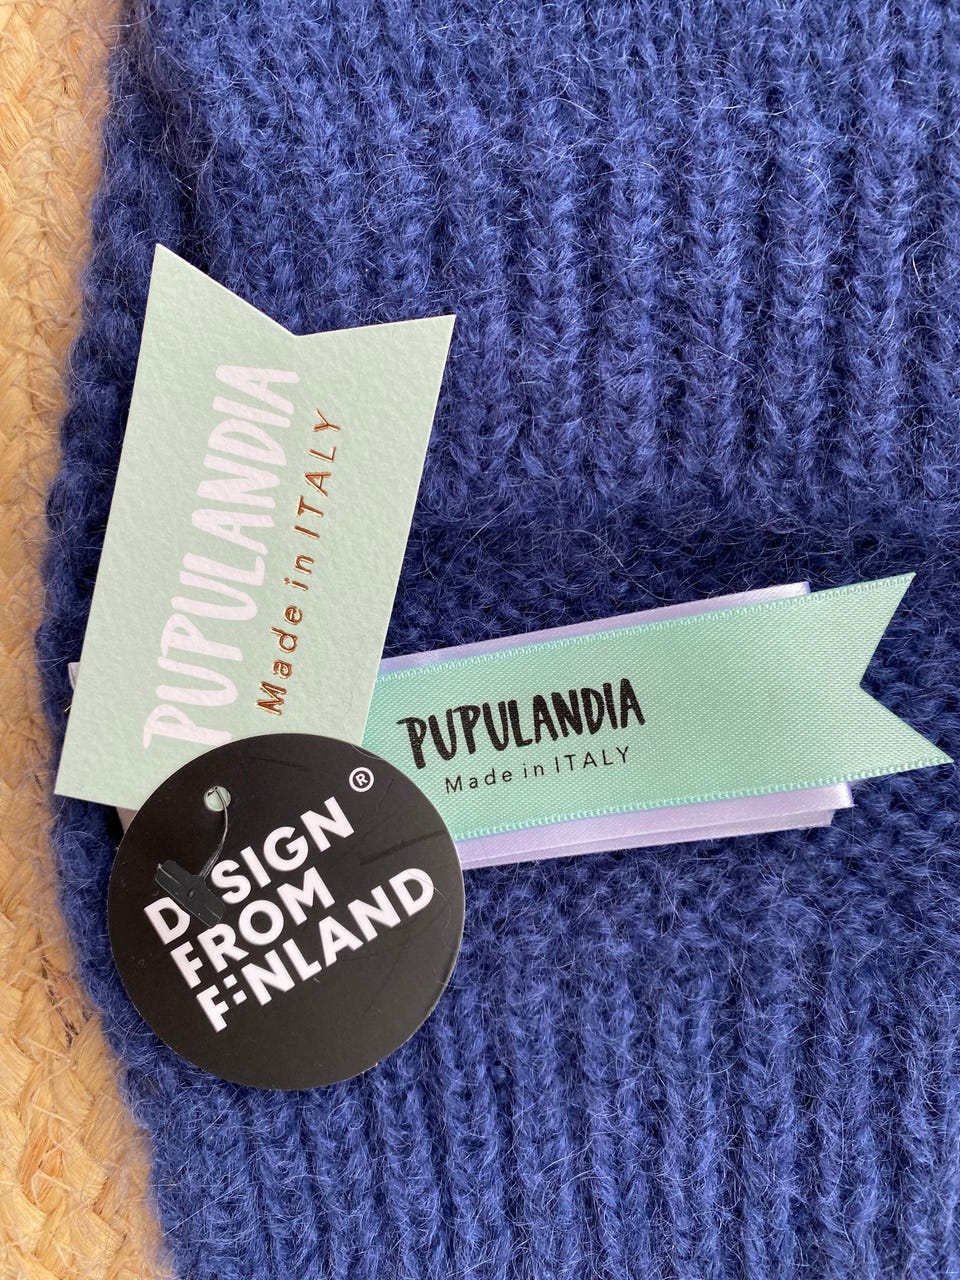 PUPULANDIA
Made in ITALY
PUPULANDIA
Made in ITALY
DESIGN ®
FROM
FINLAND